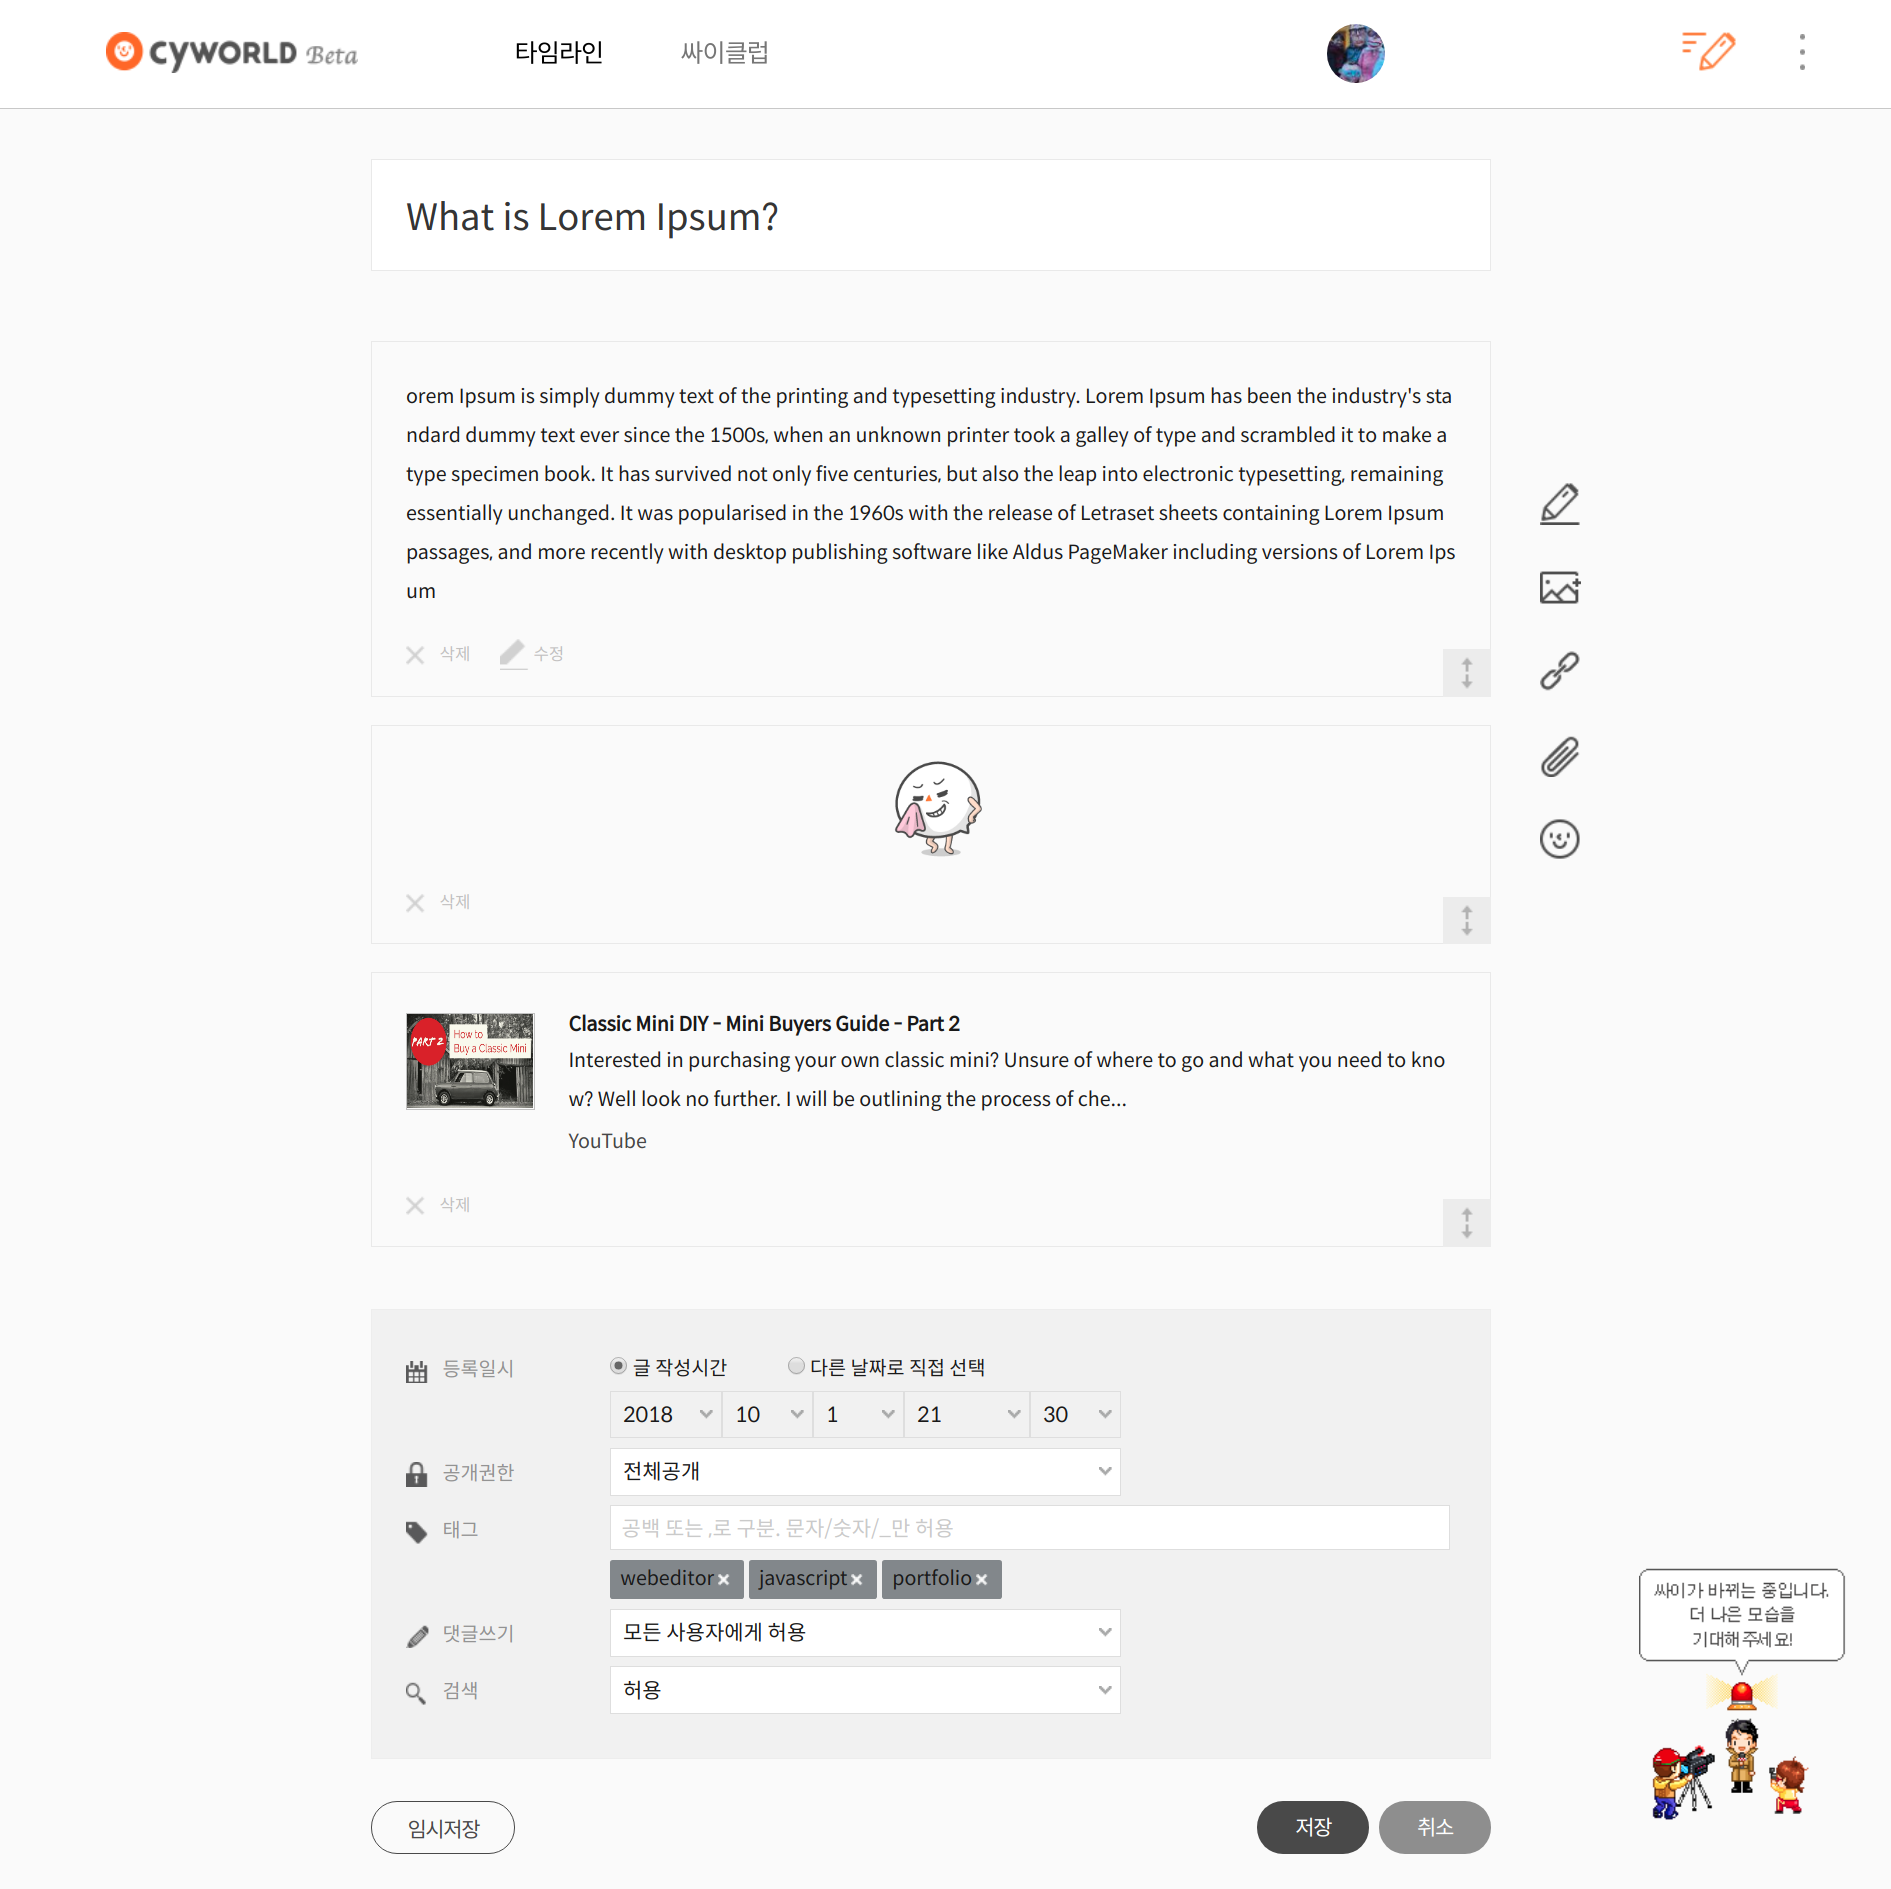 CYWORLD Beta
타임라인
싸이클럽
What is Lorem Ipsum?
orem Ipsum is simply dummy text of the printing and typesetting industry. Lorem Ipsum has been the industry's sta
ndard dummy text ever since the 1500s, when an unknown printer took a galley of type and scrambled it to make a
type specimen book. It has survived not only five centuries, but also the leap into electronic typesetting, remaining
essentially unchanged. It was popularised in the 1960s with the release of Letraset sheets containing Lorem Ipsum
passages, and more recently with desktop publishing software like Aldus PageMaker including versions of Lorem Ips
um
삭제 수정
삭제
PART 2
How to
Buy a Classic Mini
Classic Mini DIY - Mini Buyers Guide - Part 2
Interested in purchasing your own classic mini? Unsure of where to go and what you need to kno
w? Well look no further. I will be outlining the process of che...
YouTube
삭제
등록일시 글 작성시간 다른 날짜로 직접 선택
2018 10 1 21 30
공개권한 전체공개
태그 공백 또는 ,로 구분. 문자/숫자/_만 허용
webeditor × javascript × portfolio ×
댓글쓰기 모든 사용자에게 허용
검색 허용
싸이가 바뀌는 중입니다.
더 나은 모습을
기대해 주세요!
임시저장
저장
취소